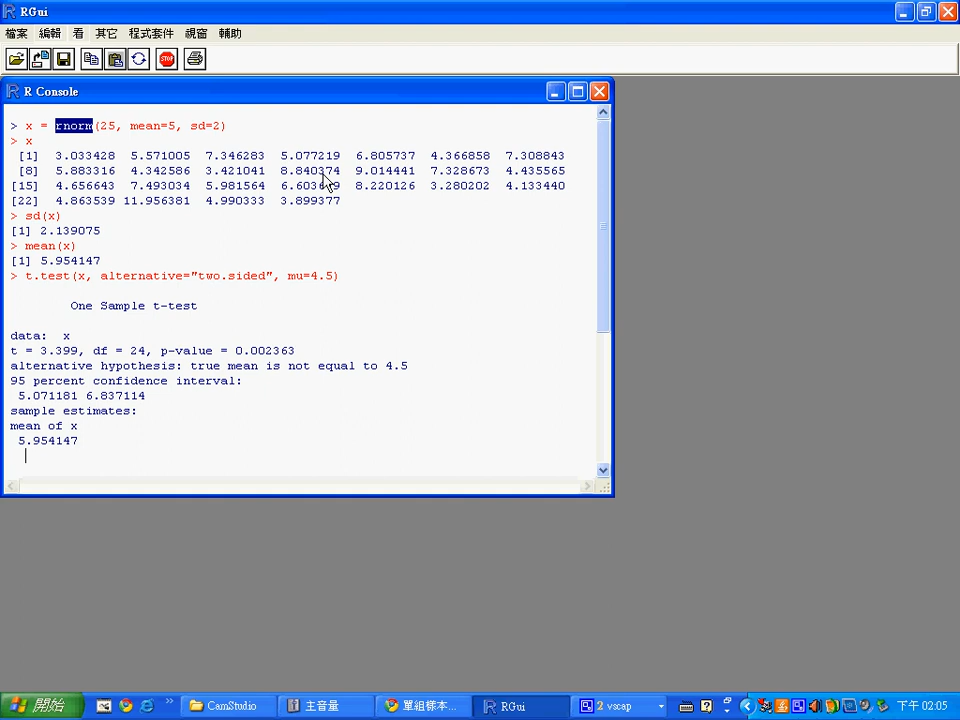 RGui
檔案 編輯 看 其它 程式套件 視窗 輔助
STOP
R Console
> x = rnorm(25, mean=5, sd=2)
> x
[1] 3.033428 5.571005 7.346283 5.077219 6.805737 4.366858 7.308843
[8] 5.883316 4.342586 3.421041 8.840374 9.014441 7.328673 4.435565
[15] 4.656643 7.493034 5.981564 8.220126 3.280202 4.133440
[22] 4.863539 11.956381 4.990333 3.899377
> sd(x)
[1] 2.139075
> mean(x)
[1] 5.954147
> t.test(x, alternative="two.sided", mu=4.5)
One Sample t-test
data: x
t = 3.399, df = 24, p-value = 0.002363
alternative hypothesis: true mean is not equal to 4.5
95 percent confidence interval:
5.071181 6.837114
sample estimates:
mean of x
5.954147
開始 CamStudio 主音量 單組樣本... RGui 2 vscap 下午 02:05